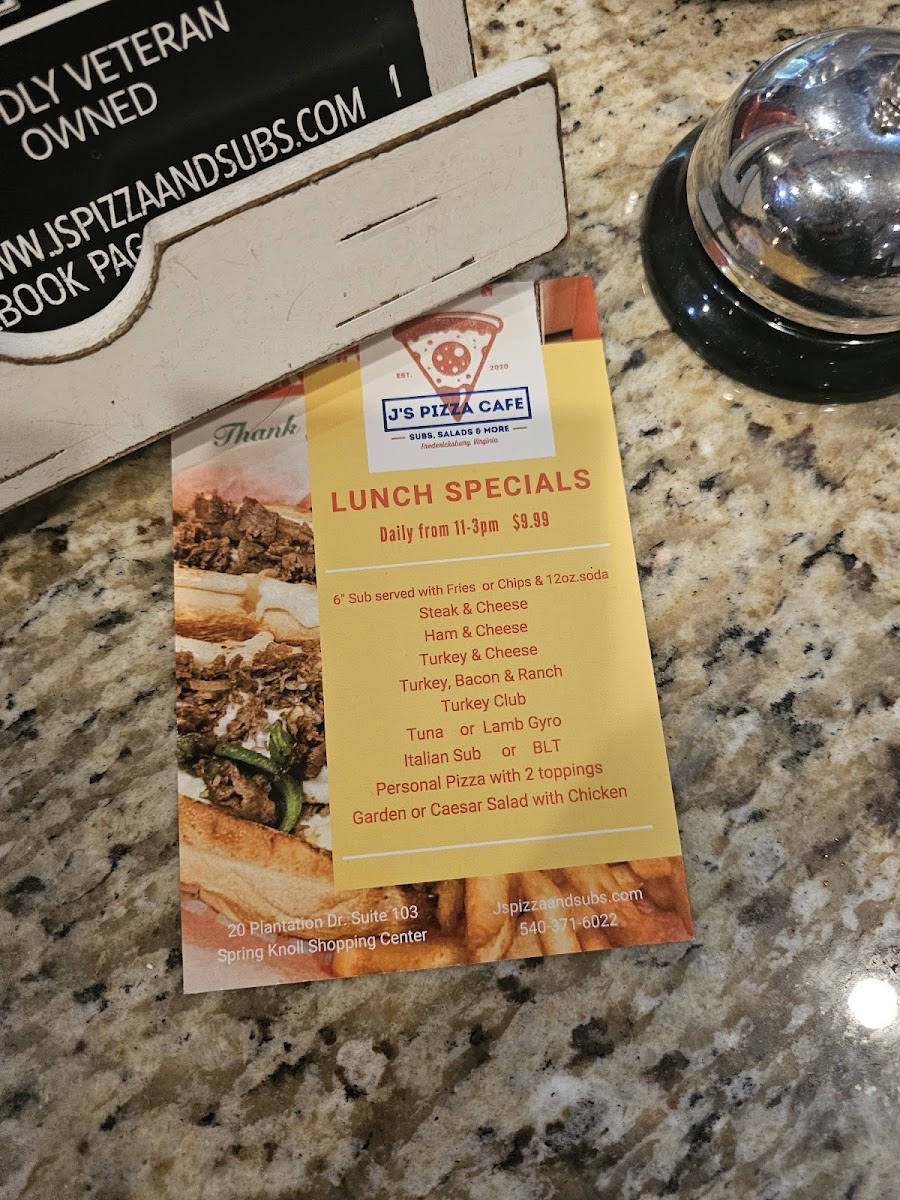 DLY VETERAN
OWNED
WW.JSPIZZAANDSUBS.COM
BOOK PAG
Thank
EST. 2020
J'S PIZZA CAFE
SUBS, SALADS & MORE
Fredericksburg, Virginia
LUNCH SPECIALS
Daily from 11-3pm $9.99
6" Sub served with Fries or Chips & 12oz.soda
Steak & Cheese
Ham & Cheese
Turkey & Cheese
Turkey, Bacon & Ranch
Turkey Club
Tuna or Lamb Gyro
Italian Sub or BLT
Personal Pizza with 2 toppings
Garden or Caesar Salad with Chicken
20 Plantation Dr. Suite 103
Spring Knoll Shopping Center
Jspizzaandsubs.com
540-371-6022